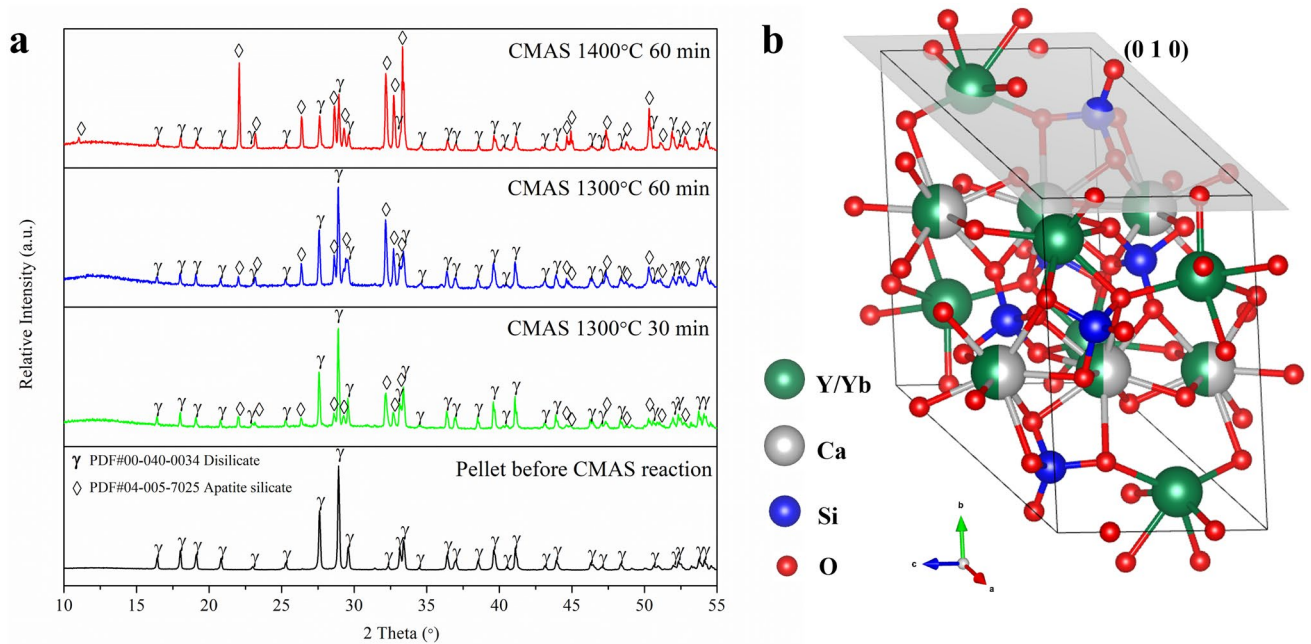 a
CMAS 1400°C 60 min
CMAS 1300°C 60 min
CMAS 1300°C 30 min
Pellet before CMAS reaction
γ PDF#00-040-0034 Disilicate
◇ PDF#04-005-7025 Apatite silicate
Relative Intensity (a.u.)
10 15 20 25 30 35 40 45 50 55
2 Theta (°)
b
(0 1 0)
Y/Yb
Ca
Si
O
b
c
a